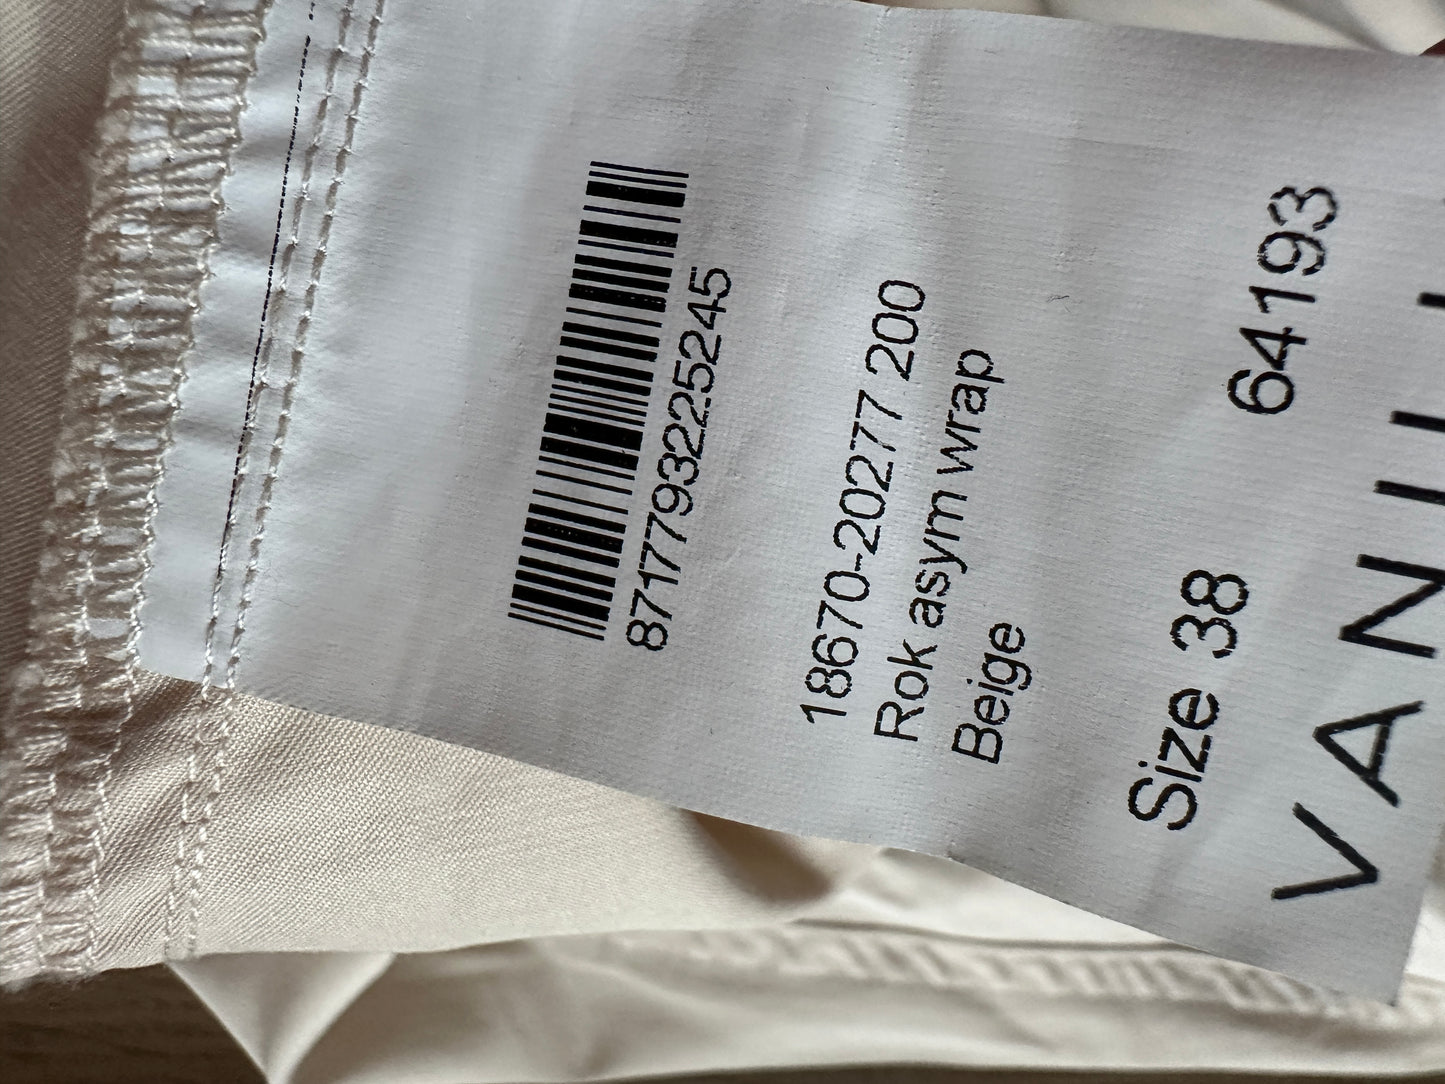 8717793225245
18670-20277 200
Rok asym wrap
Beige
Size 38 64193